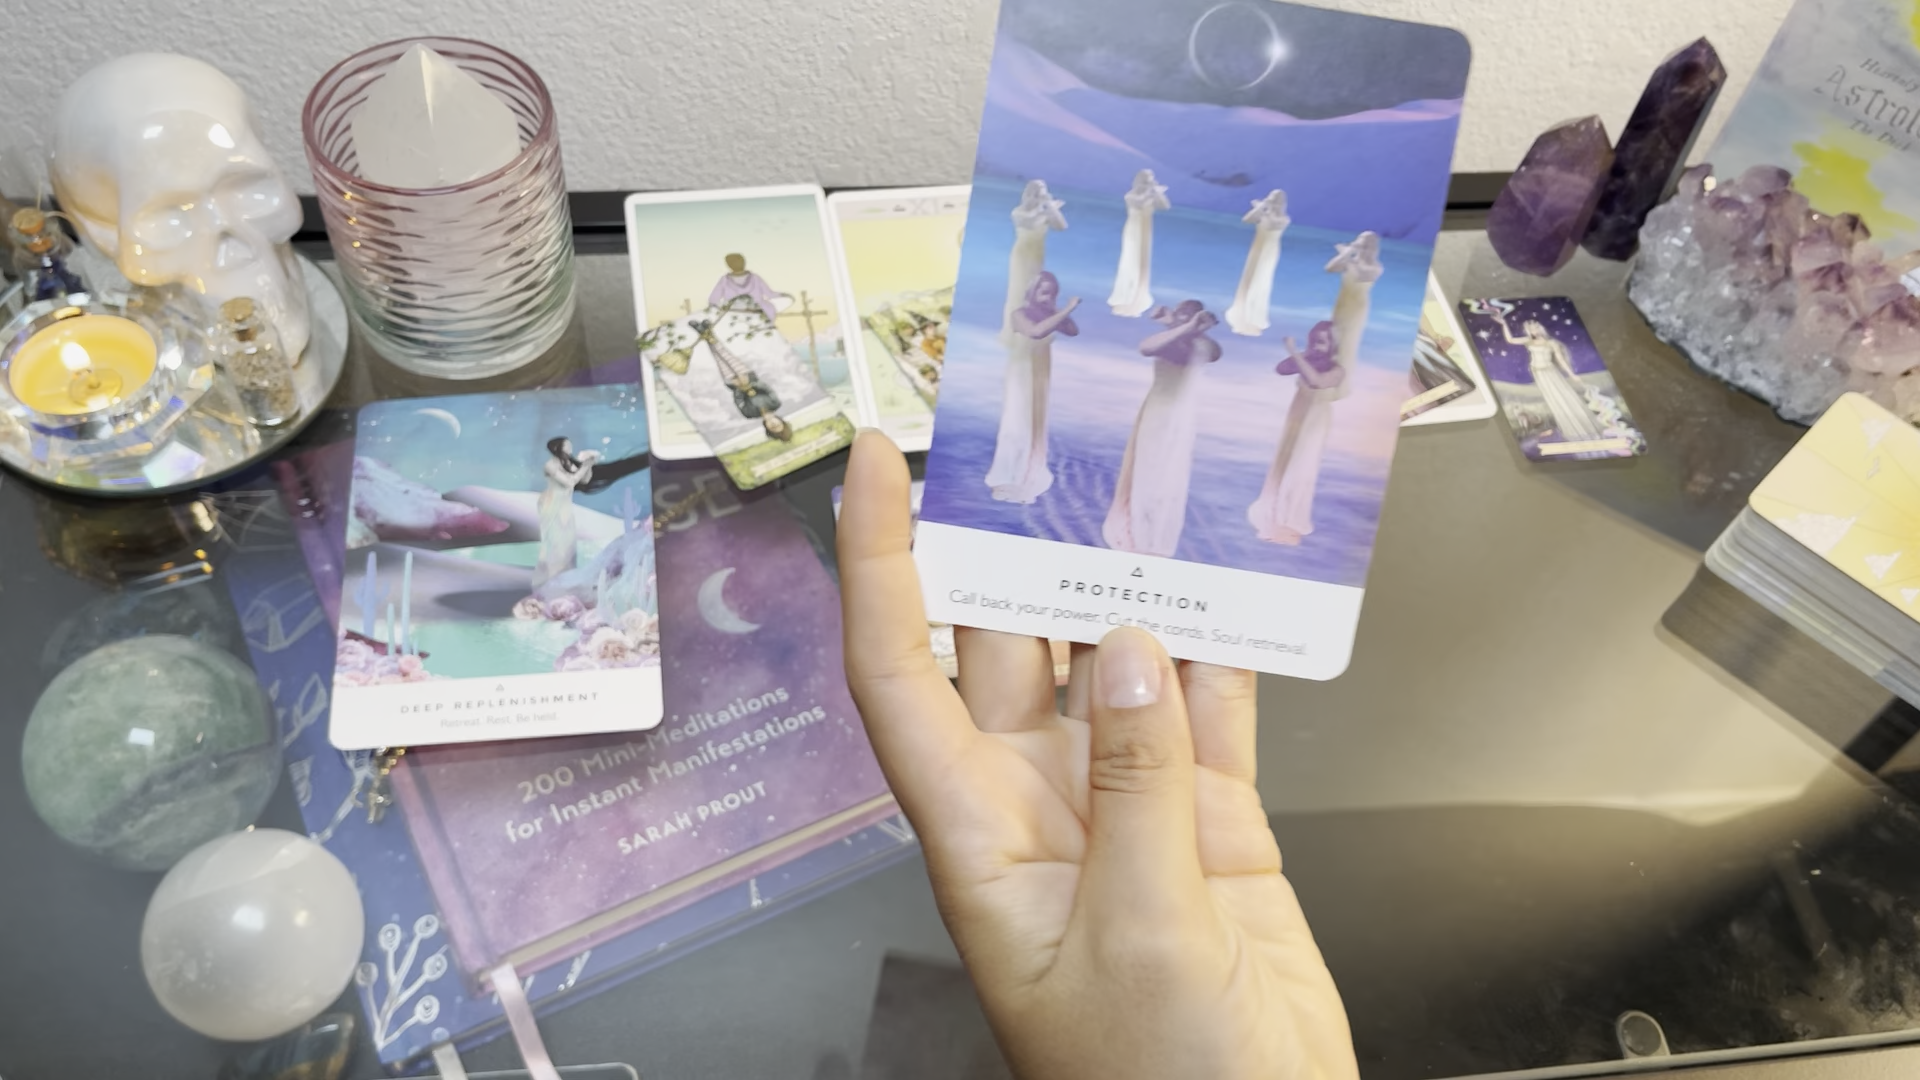 Astrol
PROTECTION
Call back your power. Cut the cords. Soul retrieval.
DEEP REPLENISHMENT
Retreat. Rest. Be held.
200 Mini-Meditations
for Instant Manifestations
SARAH PROUT